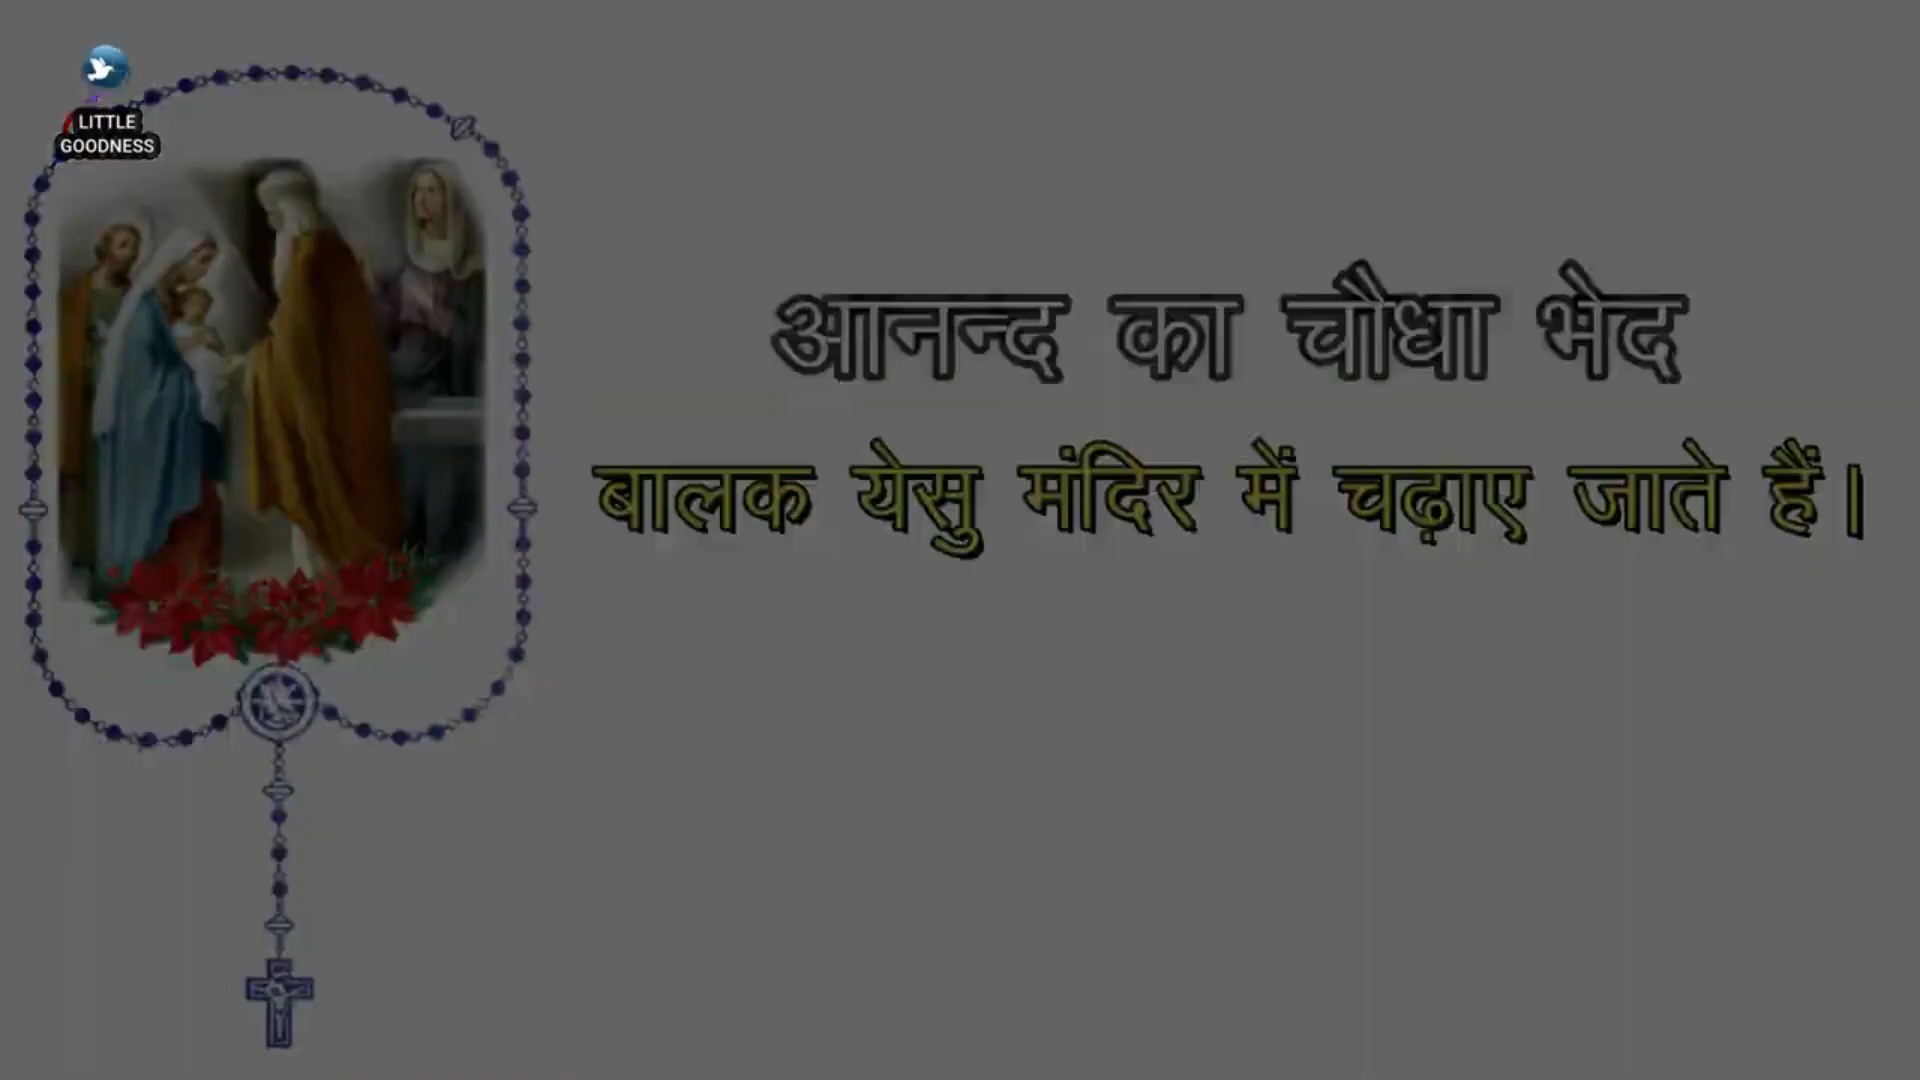 LITTLE
GOODNESS
आनन्द का चौधा भेद
बालक येसु मंदिर में चढ़ाए जाते हैं।